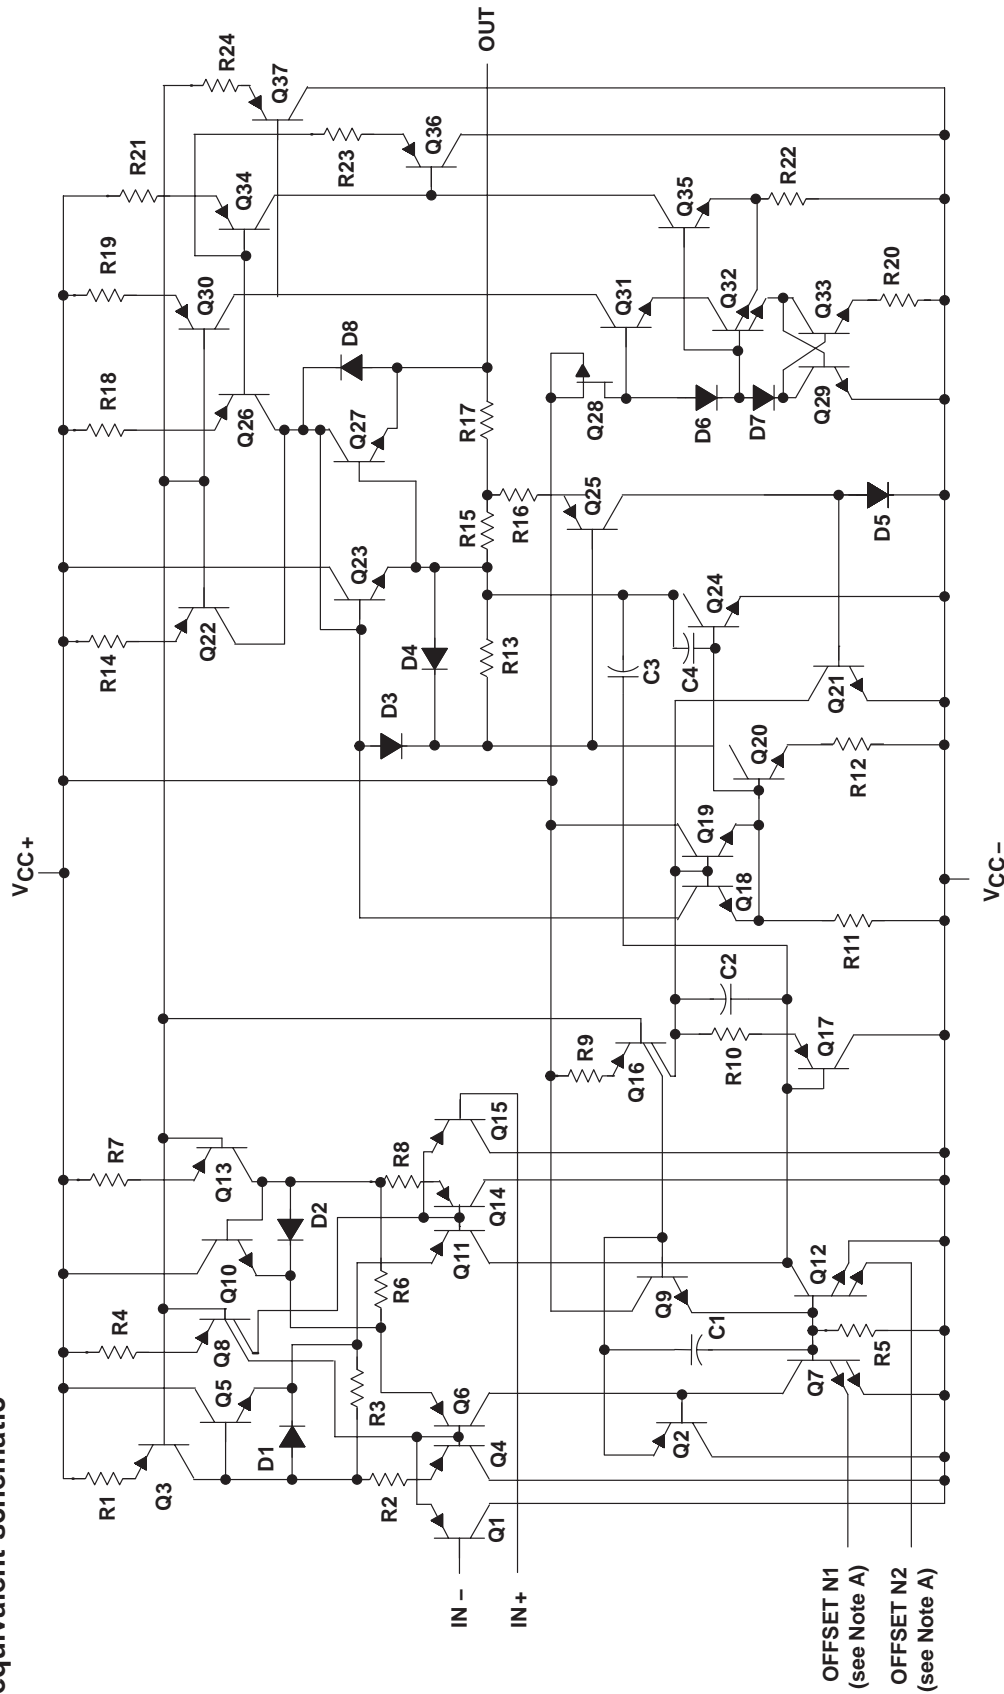 equivalent schematic
VCC+
R1
R4
R7
R14
R18
R19
R21
R24
Q3
Q5
Q8
Q10
Q13
Q22
Q26
Q30
Q34
Q37
D1
D2
R3
R6
D3
D4
Q23
Q27
D8
R23
Q36
R2
R8
IN −
Q1
Q4
Q6
Q11
Q14
Q15
R13
R15
R17
OUT
IN+
R16
R9
Q16
Q25
Q28
Q31
Q35
Q2
Q9
C1
C2
C3
C4
Q18
Q19
Q24
D6
D7
Q32
R22
R10
Q20
Q7
Q12
Q17
Q21
Q29
Q33
R5
R11
R12
D5
R20
OFFSET N1
(see Note A)
OFFSET N2
(see Note A)
VCC −